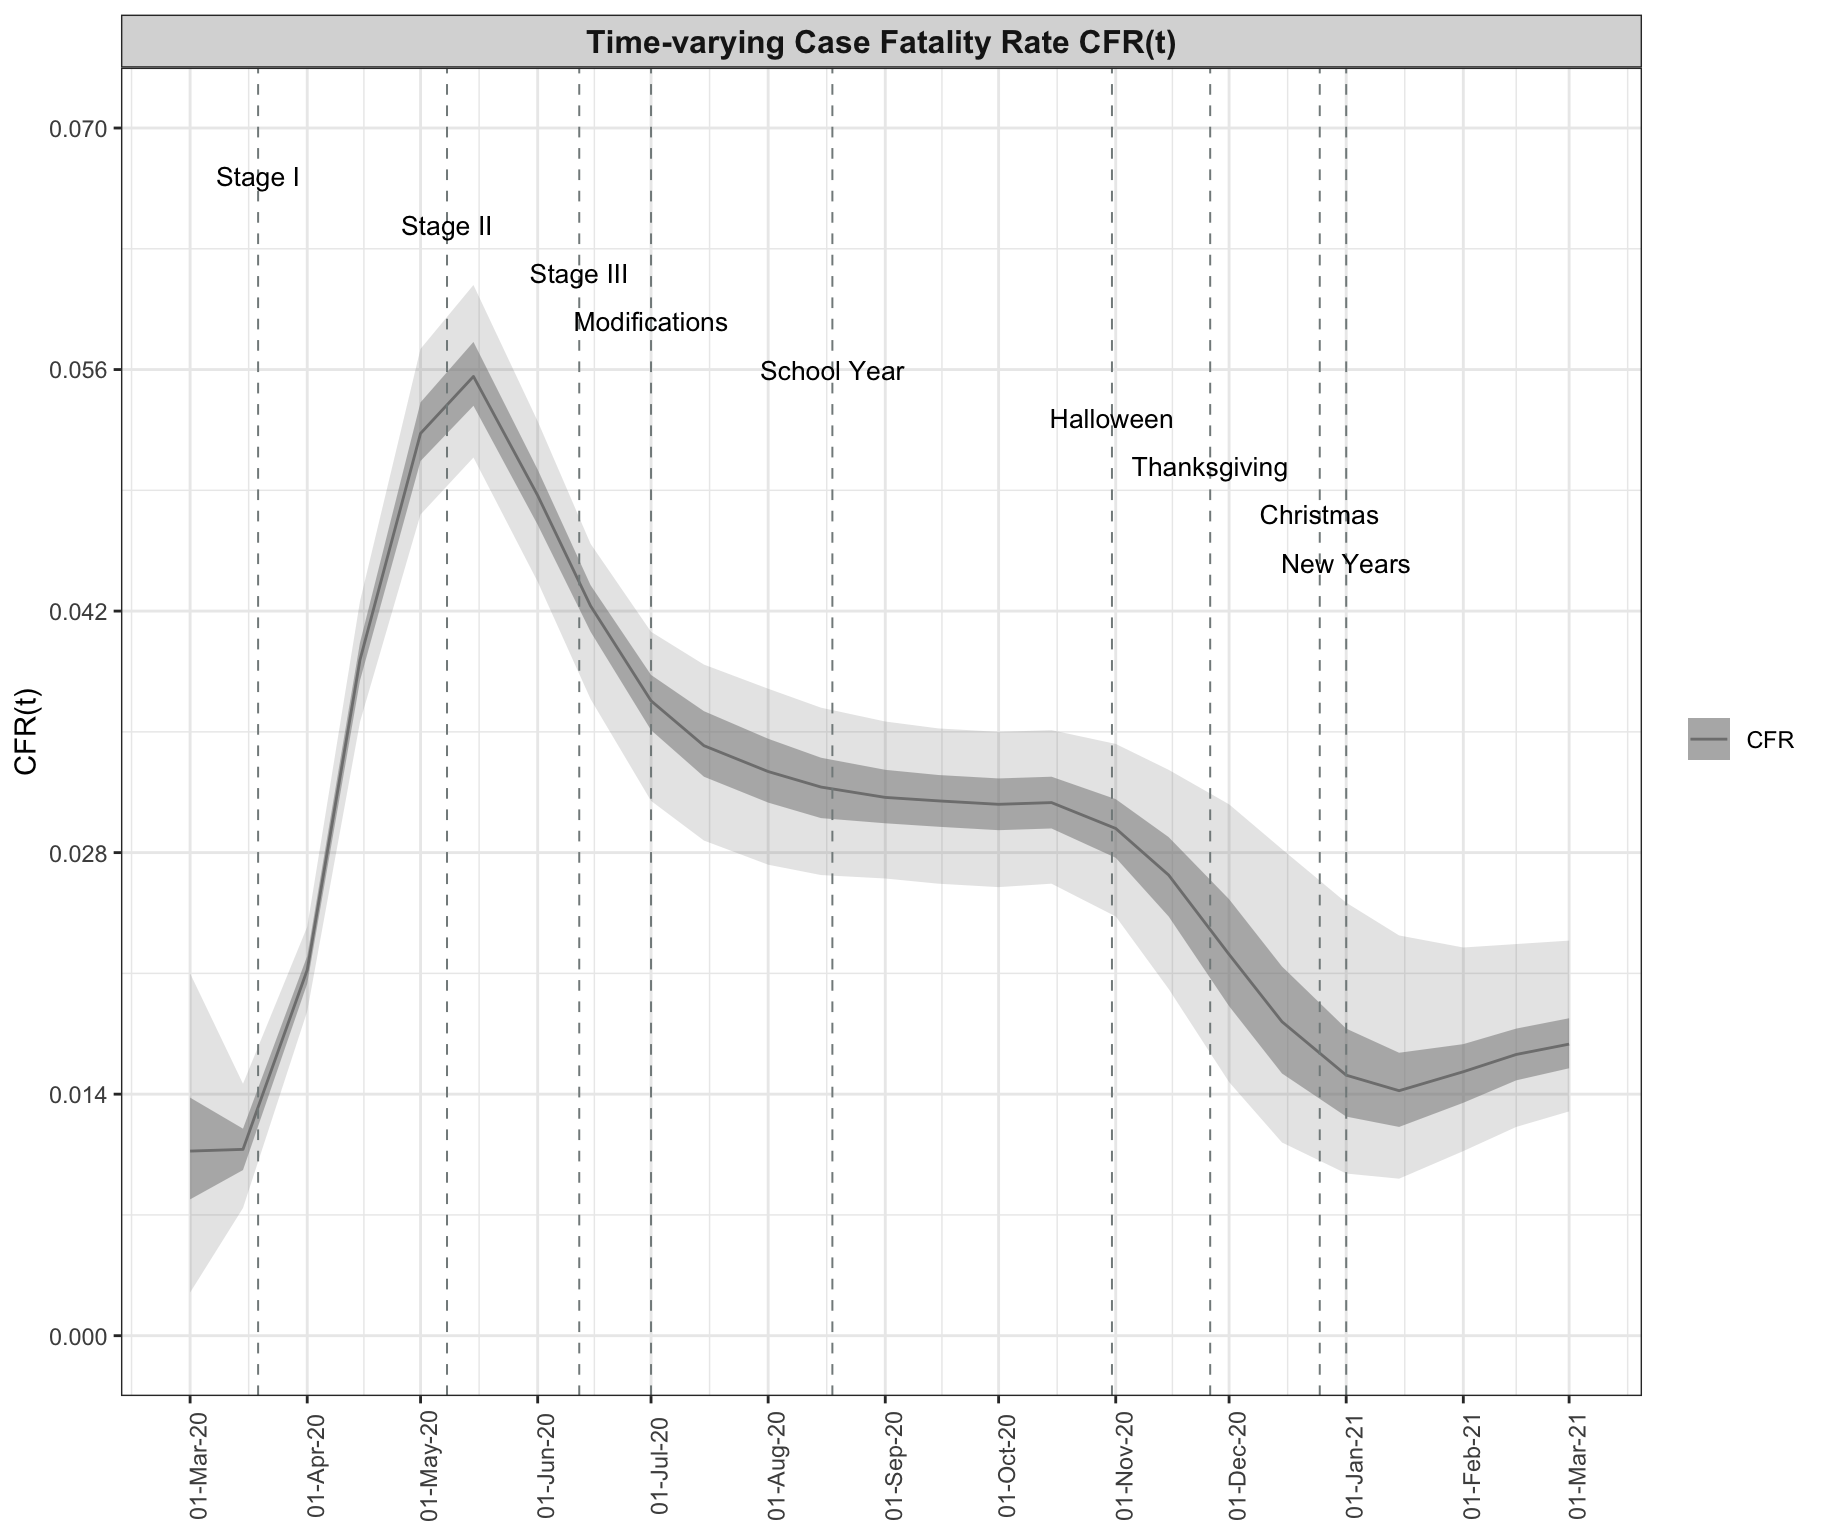 Time-varying Case Fatality Rate CFR(t)
0.070
Stage I
Stage II
Stage III
Modifications
0.056
School Year
Halloween
Thanksgiving
Christmas
New Years
0.042
CFR(t)
CFR
0.028
0.014
0.000
01-Mar-20
01-Apr-20
01-May-20
01-Jun-20
01-Jul-20
01-Aug-20
01-Sep-20
01-Oct-20
01-Nov-20
01-Dec-20
01-Jan-21
01-Feb-21
01-Mar-21